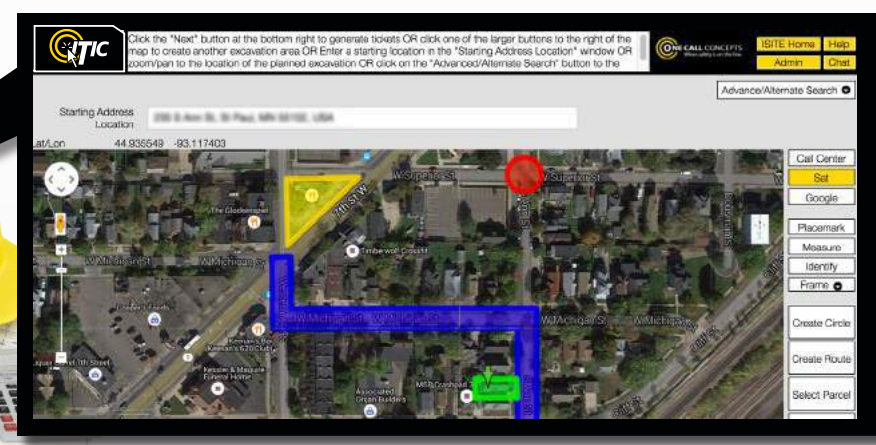 ITIC
Click the "Next" button at the bottom right to generate tickets OR click one of the larger buttons to the right of the
map to create another excavation area OR Enter a starting location in the "Starting Address Location" window OR
zoom/pan to the location of the planned excavation OR click on the "Advanced/Alternate Search" button to the
ONE CALL CONCEPTS
ISITE Home
Help
Admin
Chat
Advance/Alternate Search
Starting Address
Location
Lat/Lon
44.935549 -93.117403
Call Center
Sat
Google
Placemark
Measure
Identify
Frame
Create Circle
Create Route
Select Parcel
W Superior St
W Superior St
7th St W
The Glockenspiel
Timberwolf Crossfit
W Michigan St
W Michigan St
W Michigan St
W Michigan St
Keenan's 620 Club
Kessler & Maguire
Funeral Home
Associated
Organ Builders
MSP Crashpad